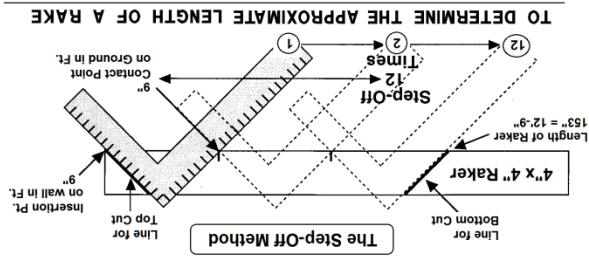 The Step-Off Method
Line for
Bottom Cut
Line for
Top Cut
Insertion Pt.
on wall in Ft.
9"
4"x 4" Raker
Length of Raker
153" = 12'-9"
Step-Off
12
Times
9"
Contact Point
on Ground in Ft.
1
2
12
TO DETERMINE THE APPROXIMATE LENGTH OF A RAKE